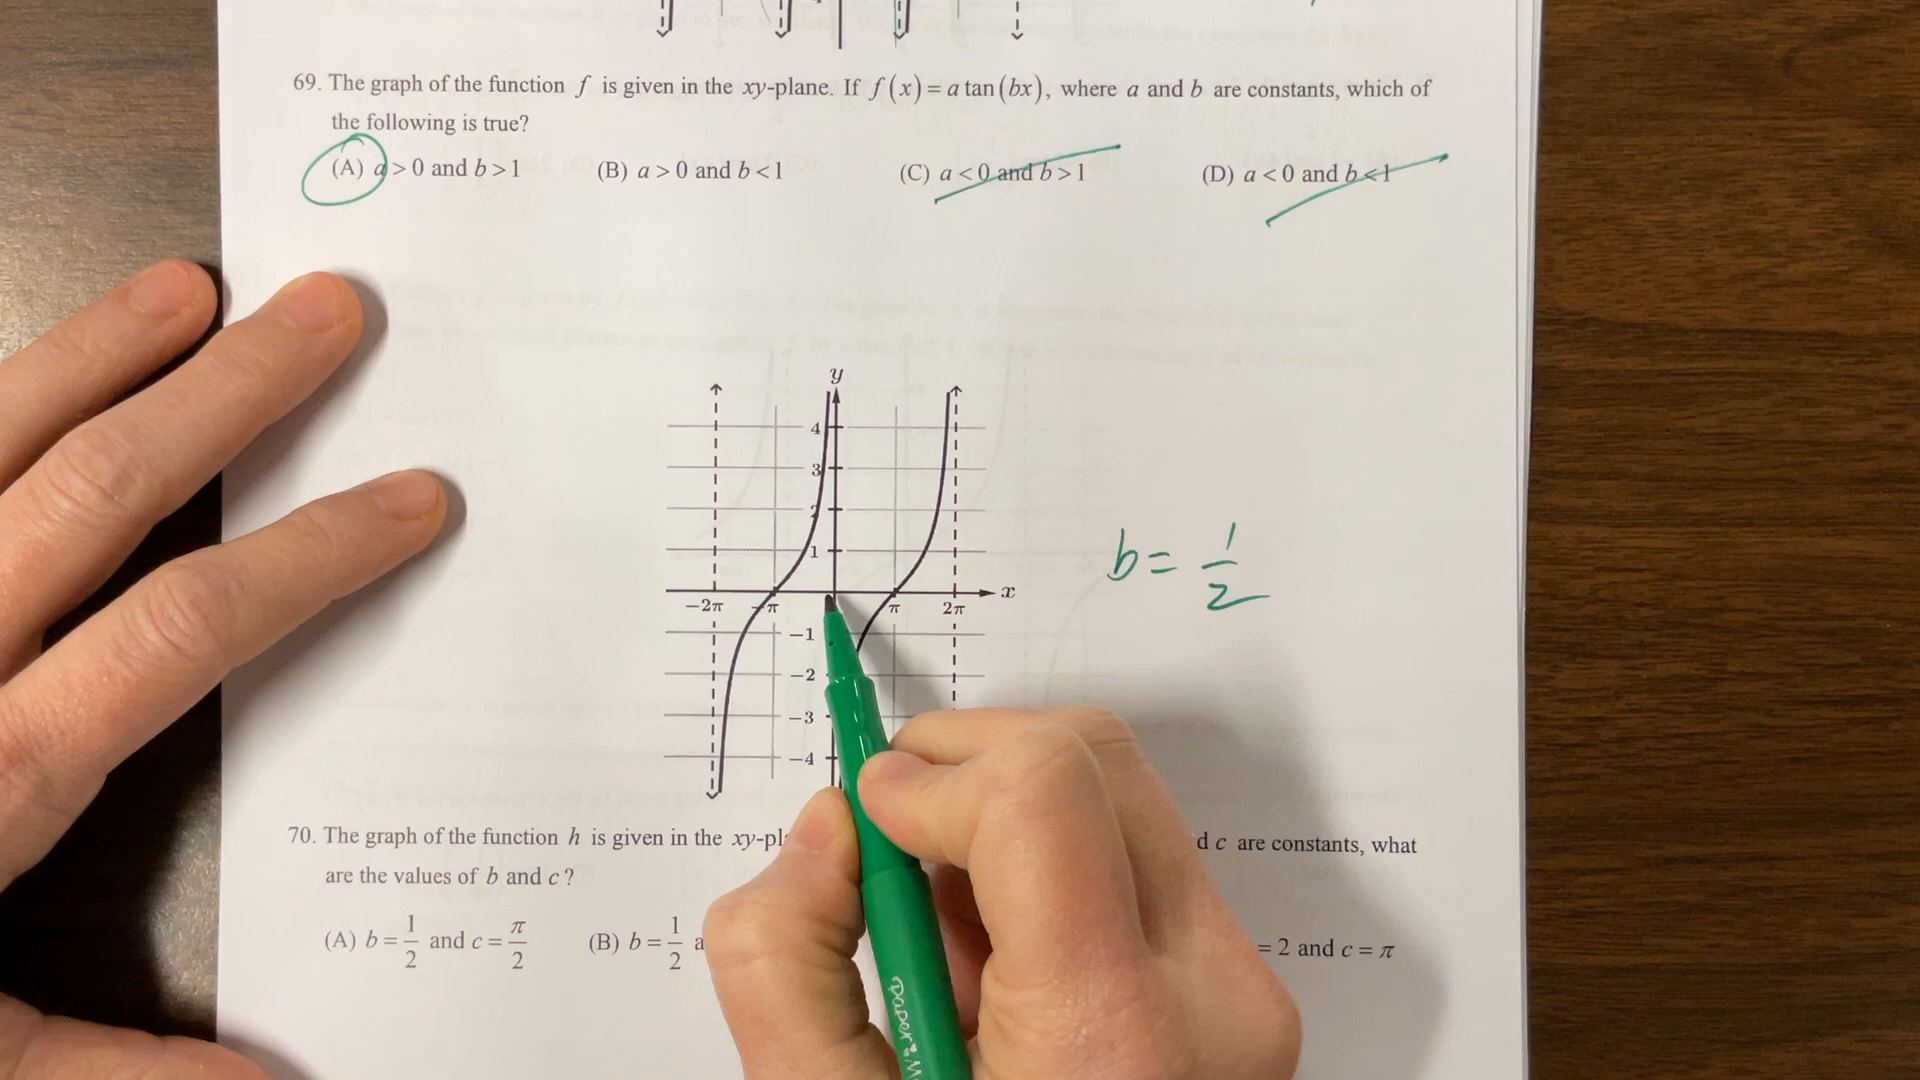 69. The graph of the function f is given in the xy-plane. If f(x) = a tan(bx), where a and b are constants, which of
the following is true?
(A) a > 0 and b > 1 (B) a > 0 and b < 1 (C) a < 0 and b > 1 (D) a < 0 and b < 1
y
4
3
2
1
x
−2π −π π 2π
−1
−2
−3
−4
b = 1/2
70. The graph of the function h is given in the xy-pl d c are constants, what
are the values of b and c?
(A) b = 1/2 and c = π/2 (B) b = 1/2 a = 2 and c = π
paper:M